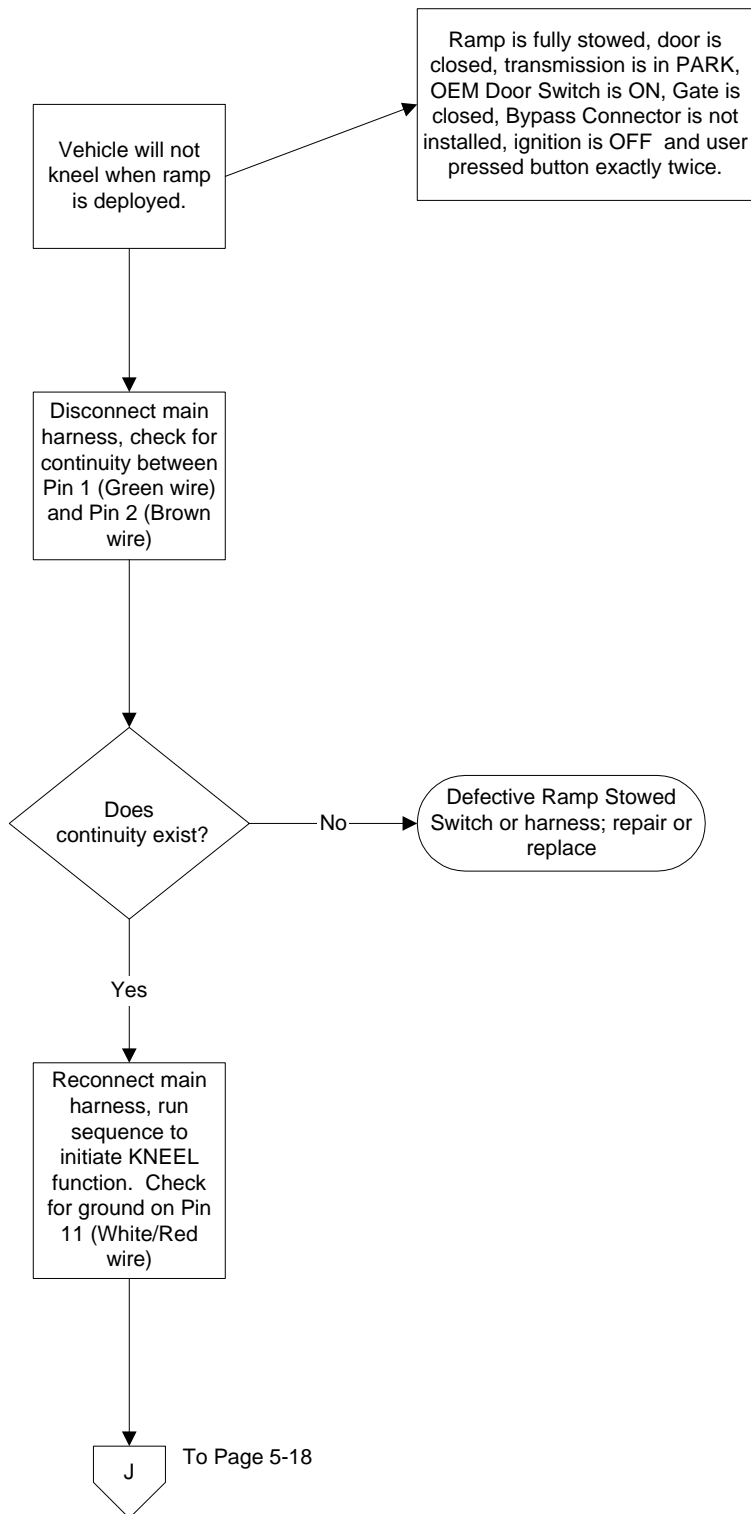 Ramp is fully stowed, door is
closed, transmission is in PARK,
OEM Door Switch is ON, Gate is
closed, Bypass Connector is not
installed, ignition is OFF  and user
pressed button exactly twice.
Vehicle will not
kneel when ramp
is deployed.
Disconnect main
harness, check for
continuity between
Pin 1 (Green wire)
and Pin 2 (Brown
wire)
Does
continuity exist?
No
Defective Ramp Stowed
Switch or harness; repair or
replace
Yes
Reconnect main
harness, run
sequence to
initiate KNEEL
function.  Check
for ground on Pin
11 (White/Red
wire)
J
To Page 5-18